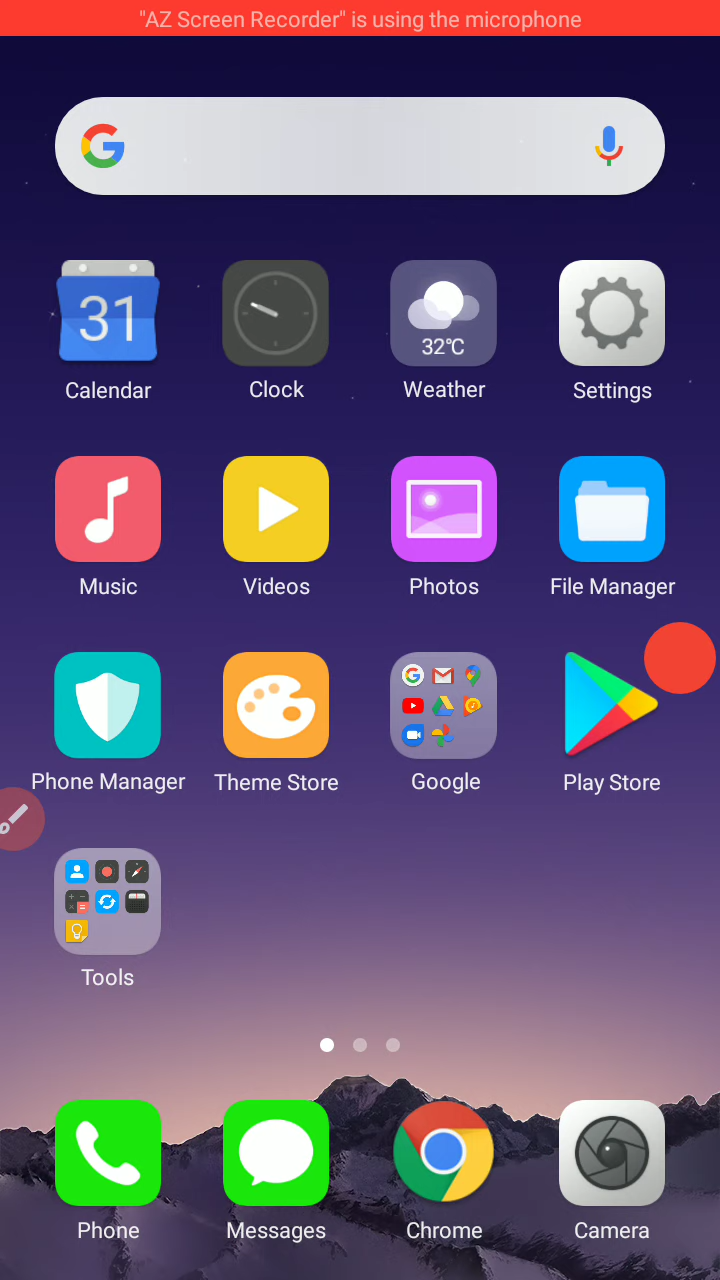 "AZ Screen Recorder" is using the microphone
31
32℃
Calendar
Clock
Weather
Settings
Music
Videos
Photos
File Manager
Phone Manager
Theme Store
Google
Play Store
Tools
Phone
Messages
Chrome
Camera